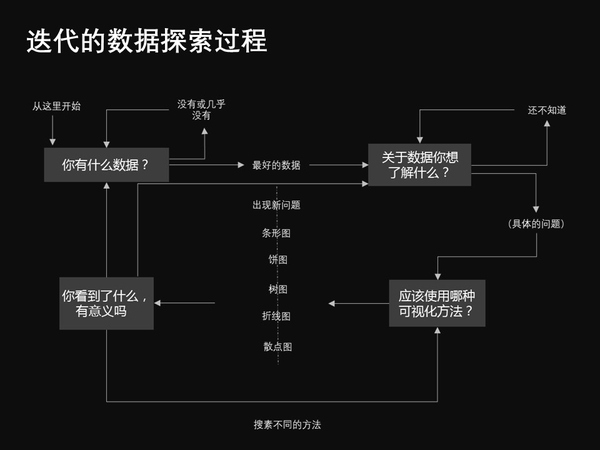 迭代的数据探索过程
从这里开始
没有或几乎
没有
还不知道
你有什么数据？
最好的数据
关于数据你想
了解什么？
出现新问题
（具体的问题）
条形图
饼图
树图
折线图
散点图
你看到了什么，
有意义吗
应该使用哪种
可视化方法？
搜素不同的方法